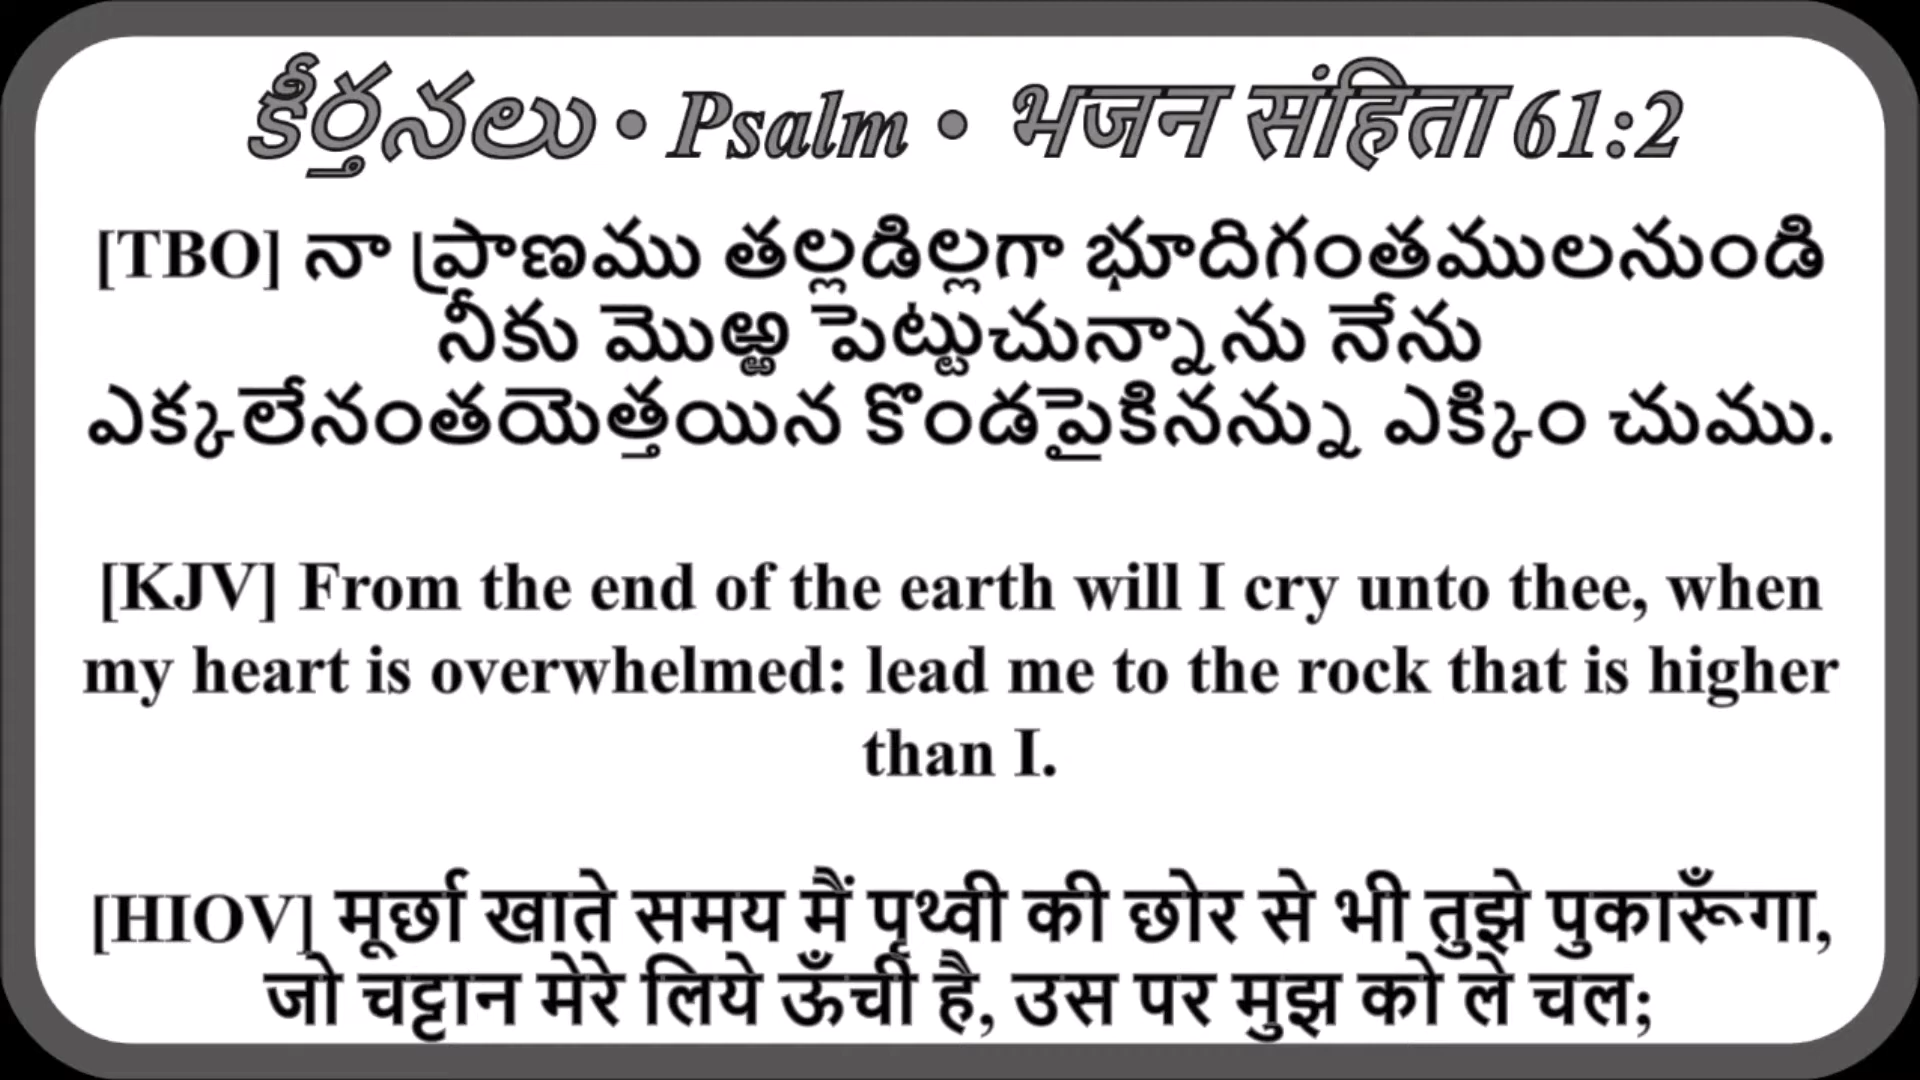 కీర్తనలు • Psalm • भजन संहिता 61:2
[TBO] నా ప్రాణము తల్లడిల్లగా భూదిగంతములనుండి
నీకు మొఱ్ఱ పెట్టుచున్నాను నేను
ఎక్కలేనంతయెత్తయిన కొండపైకినన్ను ఎక్కిం చుము.
[KJV] From the end of the earth will I cry unto thee, when
my heart is overwhelmed: lead me to the rock that is higher
than I.
[HIOV] मूर्छा खाते समय मैं पृथ्वी की छोर से भी तुझे पुकारूँगा,
जो चट्टान मेरे लिये ऊँची है, उस पर मुझ को ले चल;